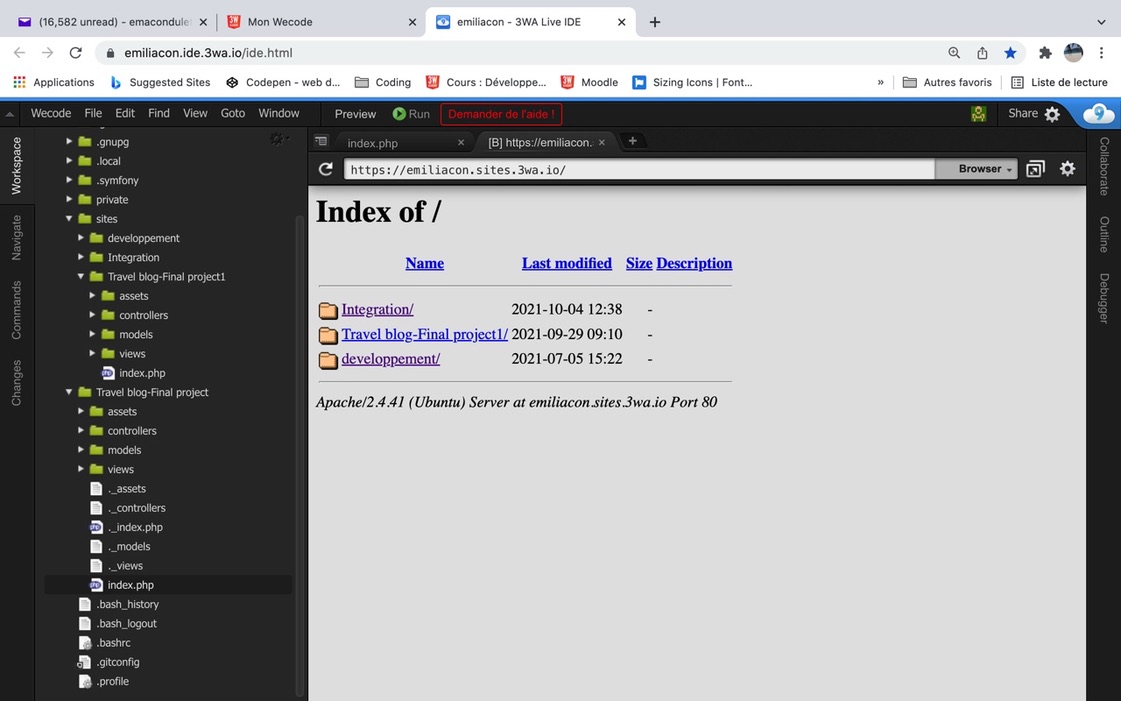 (16,582 unread) - emacondule
Mon Wecode
emiliacon - 3WA Live IDE
emiliacon.ide.3wa.io/ide.html
Applications
Suggested Sites
Codepen - web d...
Coding
Cours : Développe...
Moodle
Sizing Icons | Font...
»
Autres favoris
Liste de lecture
Wecode File Edit Find View Goto Window
Preview
Run
Demander de l'aide !
Share
Workspace
Navigate
Commands
Changes
.gnupg
.local
.symfony
private
sites
developpement
Integration
Travel blog-Final project1
assets
controllers
models
views
index.php
Travel blog-Final project
assets
controllers
models
views
._assets
._controllers
._index.php
._models
._views
index.php
.bash_history
.bash_logout
.bashrc
.gitconfig
.profile
index.php
[B] https://emiliacon.
https://emiliacon.sites.3wa.io/
Browser
Index of /
Name Last modified Size Description
Integration/ 2021-10-04 12:38 -
Travel blog-Final project1/ 2021-09-29 09:10 -
developpement/ 2021-07-05 15:22 -
Apache/2.4.41 (Ubuntu) Server at emiliacon.sites.3wa.io Port 80
Collaborate
Outline
Debugger